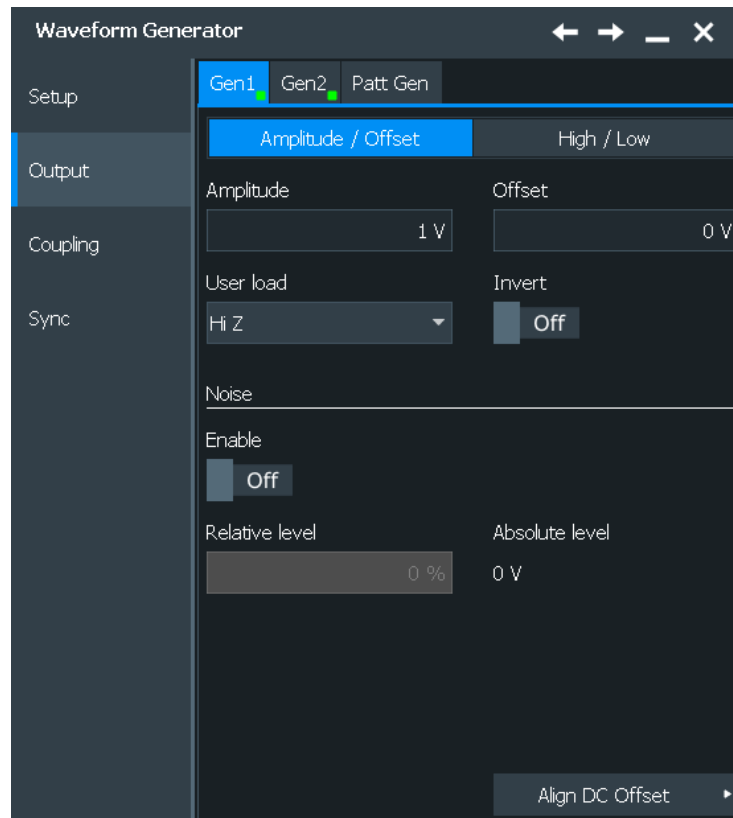 Waveform Generator
Setup
Output
Coupling
Sync
Gen1 Gen2 Patt Gen
Amplitude / Offset High / Low
Amplitude Offset
1 V 0 V
User load Invert
Hi Z Off
Noise
Enable
Off
Relative level Absolute level
0 % 0 V
Align DC Offset